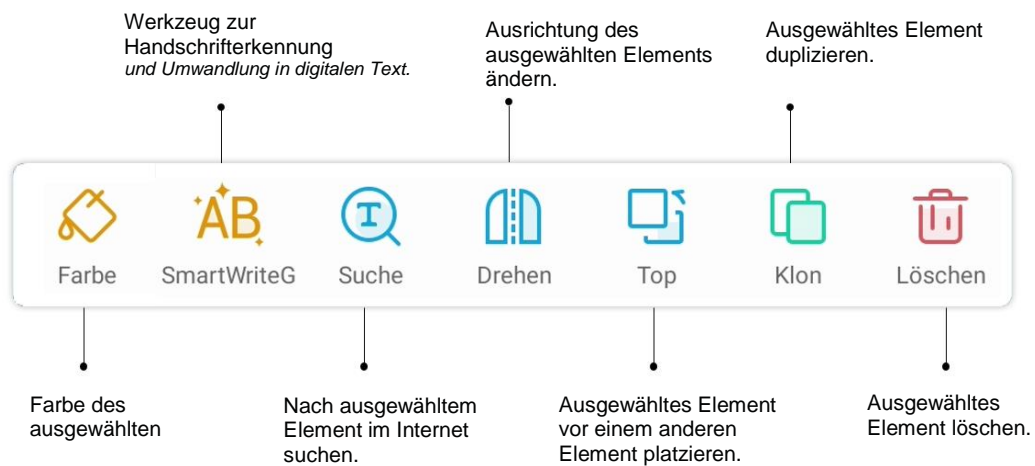 Werkzeug zur
Handschrifterkennung
und Umwandlung in digitalen Text.
Ausrichtung des
ausgewählten Elements
ändern.
Ausgewähltes Element
duplizieren.
AB
T
Farbe
SmartWriteG
Suche
Drehen
Top
Klon
Löschen
Farbe des
ausgewählten
Nach ausgewähltem
Element im Internet
suchen.
Ausgewähltes Element
vor einem anderen
Element platzieren.
Ausgewähltes
Element löschen.